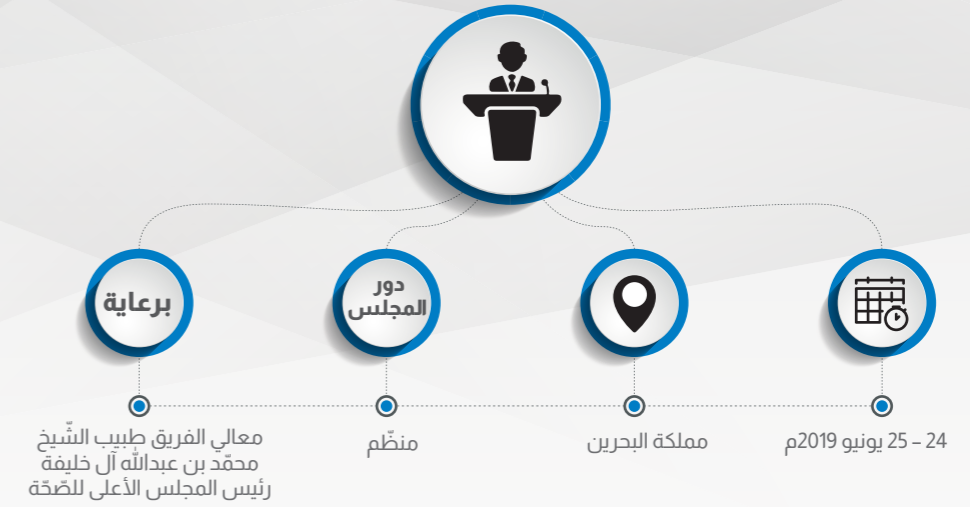 برعاية
دور
المجلس
24 – 25 يونيو 2019م
مملكة البحرين
منظّم
معالي الفريق طبيب الشّيخ
محمّد بن عبدالله آل خليفة
رئيس المجلس الأعلى للصّحّة